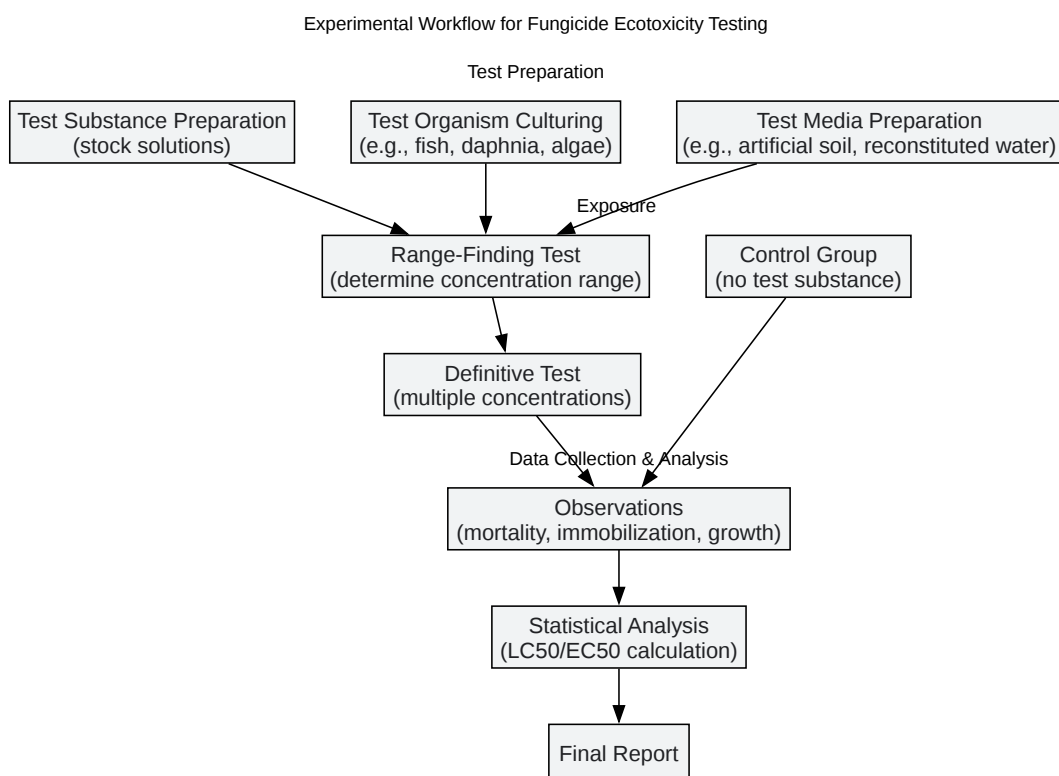 Experimental Workflow for Fungicide Ecotoxicity Testing
Test Preparation
Test Substance Preparation
(stock solutions)
Test Organism Culturing
(e.g., fish, daphnia, algae)
Test Media Preparation
(e.g., artificial soil, reconstituted water)
Exposure
Range-Finding Test
(determine concentration range)
Control Group
(no test substance)
Definitive Test
(multiple concentrations)
Data Collection & Analysis
Observations
(mortality, immobilization, growth)
Statistical Analysis
(LC50/EC50 calculation)
Final Report